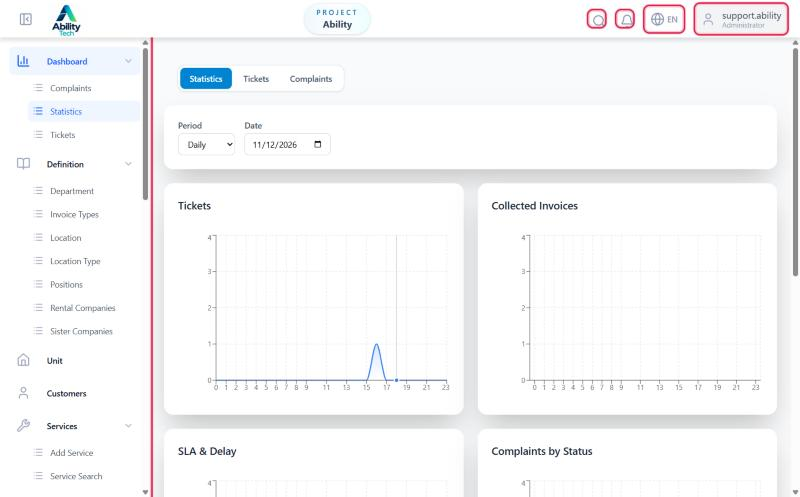 Ability
Tech
PROJECT
Ability
EN
support.ability
Administrator
Dashboard
Complaints
Statistics
Tickets
Definition
Department
Invoice Types
Location
Location Type
Positions
Rental Companies
Sister Companies
Unit
Customers
Services
Add Service
Service Search
Statistics
Tickets
Complaints
Period
Date
Daily
11/12/2026
Tickets
4
3
2
1
0
0 1 2 3 4 5 6 7 8 9 11 13 15 17 19 21 23
Collected Invoices
4
3
2
1
0
0 1 2 3 4 5 6 7 8 9 11 13 15 17 19 21 23
SLA & Delay
4
Complaints by Status
4